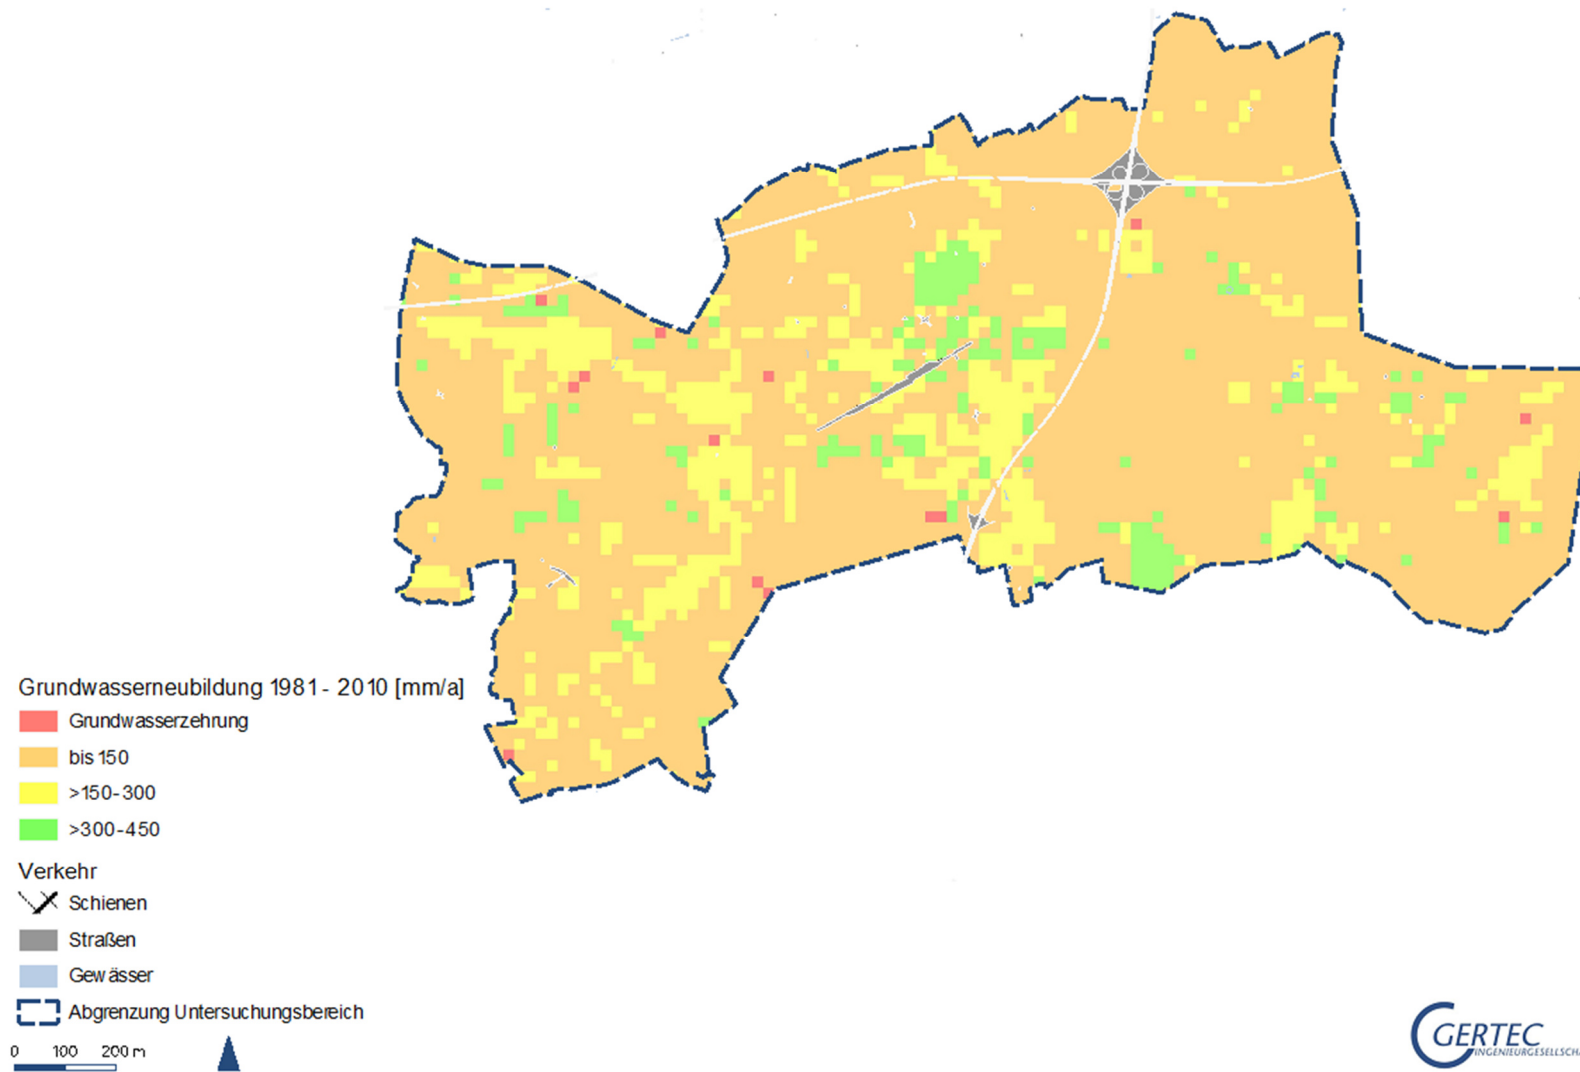 Grundwasserneubildung 1981 - 2010 [mm/a]
Grundwasserzehrung
bis 150
>150-300
>300-450
Verkehr
Schienen
Straßen
Gewässer
Abgrenzung Untersuchungsbereich
0 100 200 m
GERTEC
INGENIEURGESELLSCHA